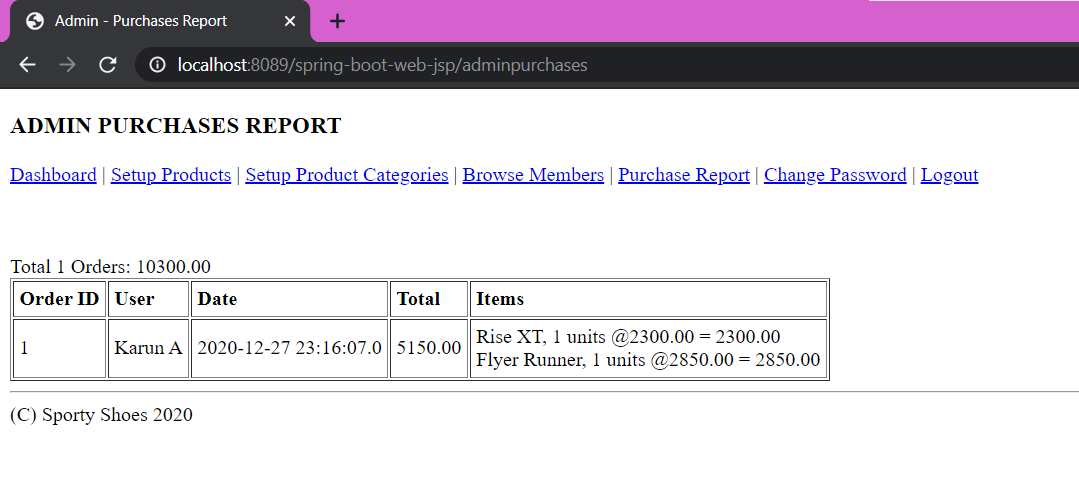 Admin - Purchases Report
localhost:8089/spring-boot-web-jsp/adminpurchases
ADMIN PURCHASES REPORT
Dashboard | Setup Products | Setup Product Categories | Browse Members | Purchase Report | Change Password | Logout
Total 1 Orders: 10300.00
Order ID User Date Total Items
1 Karun A 2020-12-27 23:16:07.0 5150.00 Rise XT, 1 units @2300.00 = 2300.00
Flyer Runner, 1 units @2850.00 = 2850.00
(C) Sporty Shoes 2020